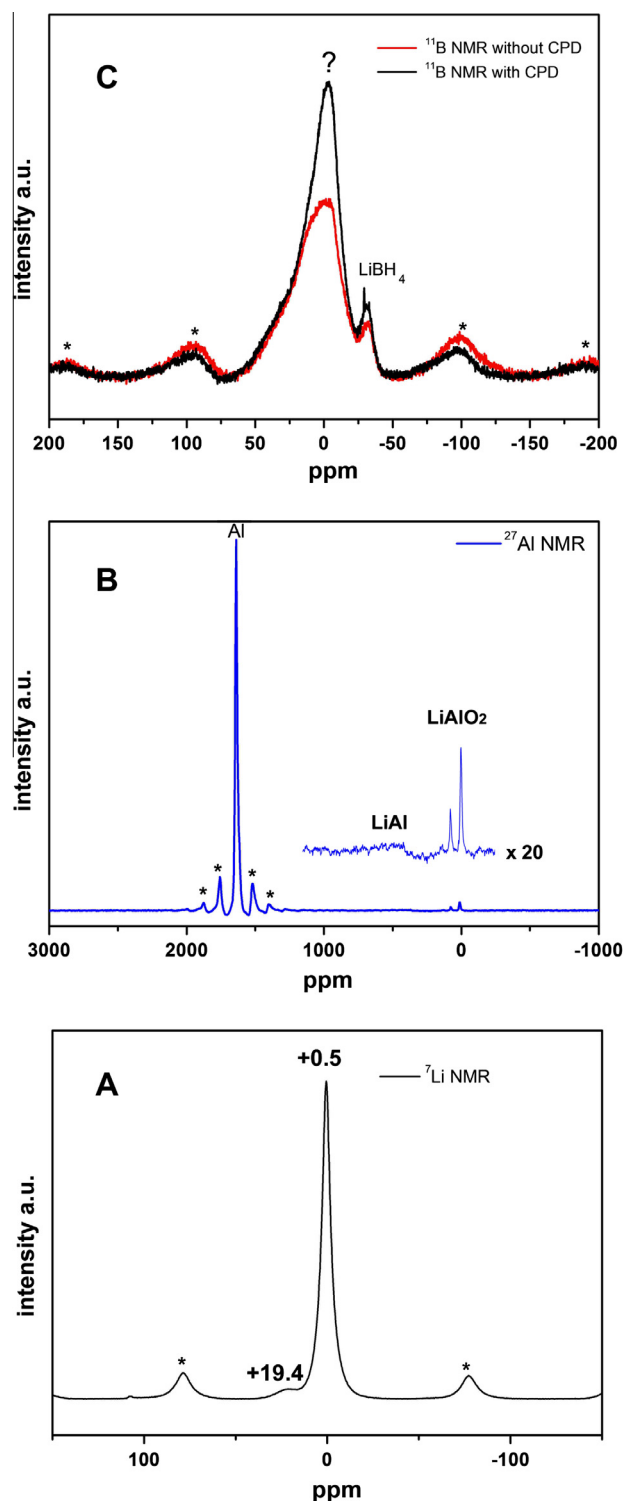 C
¹¹B NMR without CPD
¹¹B NMR with CPD
?
LiBH₄
* * * *
intensity a.u.
200 150 100 50 0 -50 -100 -150 -200
ppm
B
²⁷Al NMR
Al
LiAlO₂
LiAl
x 20
* * * *
intensity a.u.
3000 2000 1000 0 -1000
ppm
A
+0.5
⁷Li NMR
+19.4
* *
intensity a.u.
100 0 -100
ppm